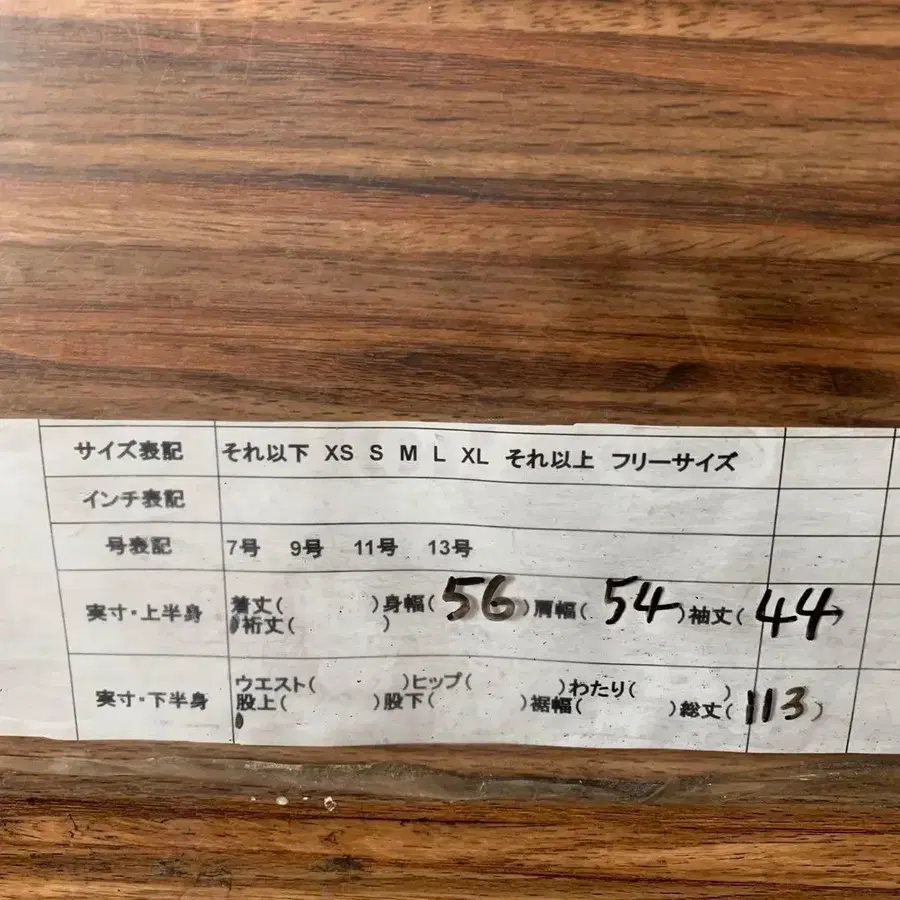 サイズ表記 それ以下 XS S M L XL それ以上 フリーサイズ
インチ表記
号表記 7号 9号 11号 13号
実寸・上半身 着丈( )身幅(56)肩幅(54)袖丈(44)
裄丈( )
実寸・下半身 ウエスト( )ヒップ( )わたり( )
股上( )股下( )裾幅( )総丈(113)